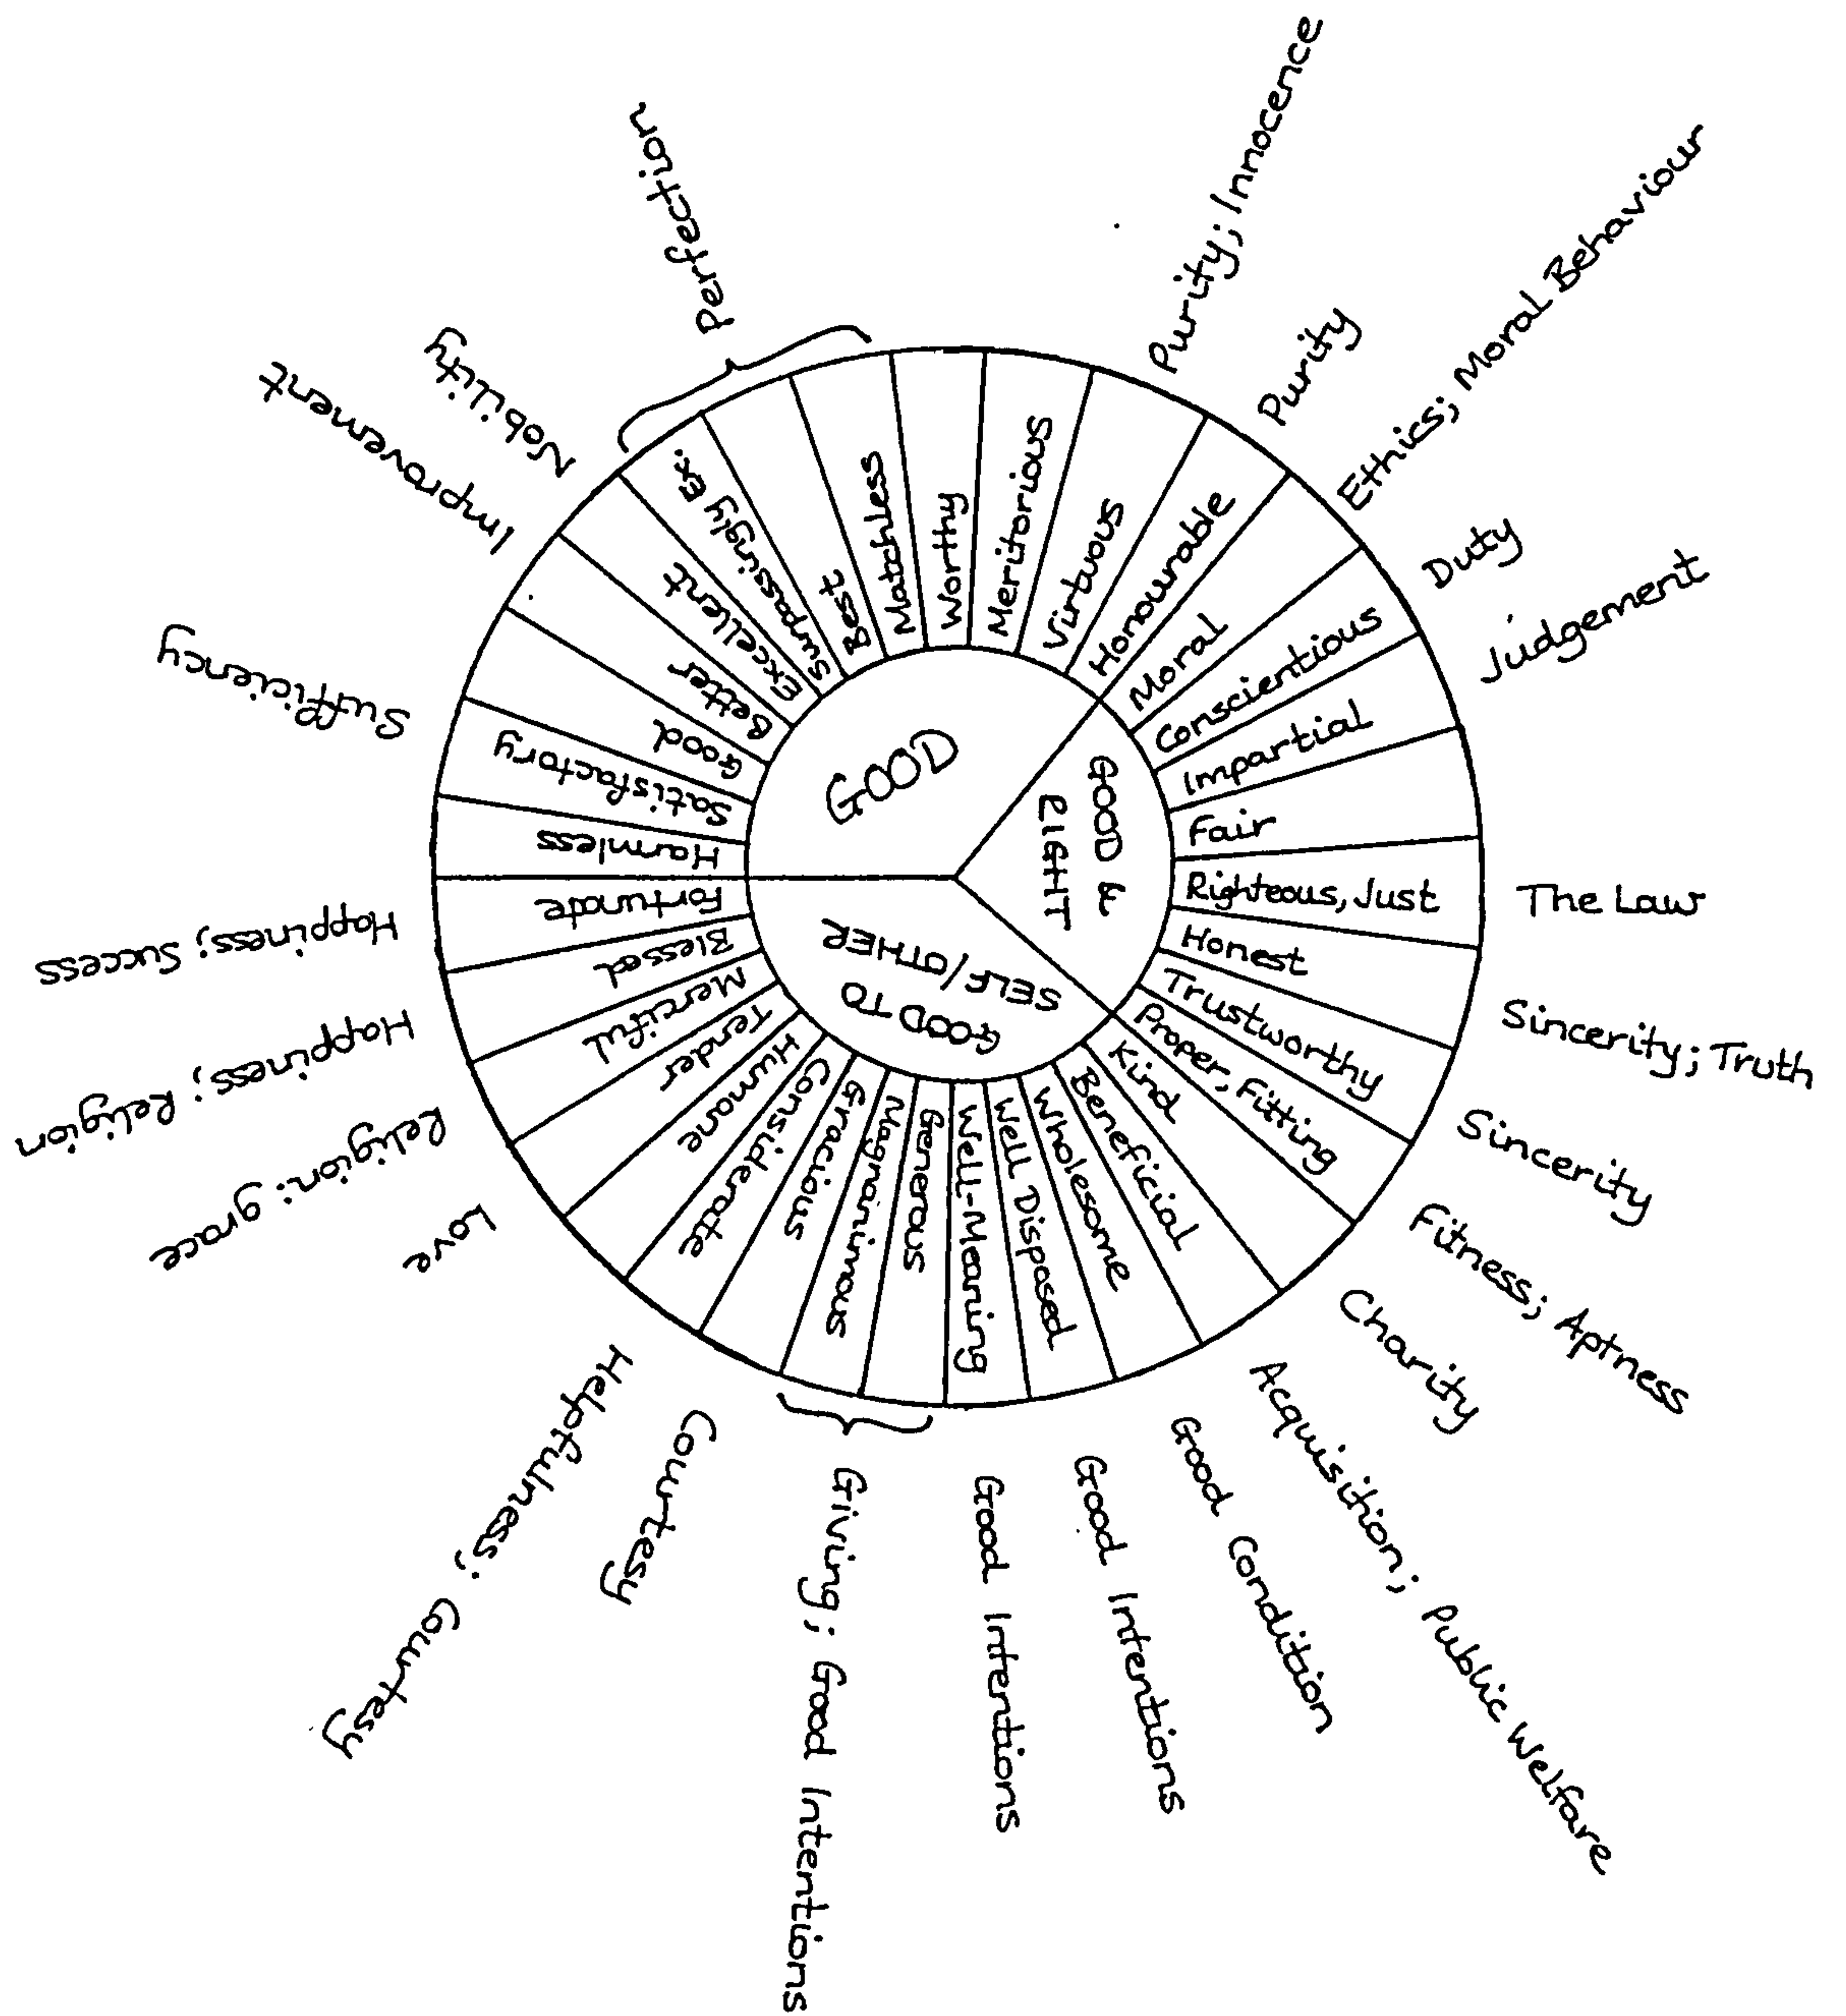 GOOD
GOOD &
RIGHT
GOOD TO
SELF/OTHER
Harmless
Satisfactory
Good
Better
Excellent
Surpassingly Ex.
Best
Matchless
Worthy
Meritorious
Virtuous
Honourable
Moral
Conscientious
Impartial
Fair
Righteous, Just
Honest
Trustworthy
Proper, Fitting
Kind
Beneficial
Wholesome
Well Disposed
Well-Meaning
Generous
Magnanimous
Gracious
Considerate
Humane
Tender
Merciful
Blessed
Fortunate
Sufficiency
Improvement
Nobility
Perfection
Purity; Innocence
Purity
Ethics; Moral Behaviour
Duty
Judgement
The Law
Sincerity; Truth
Sincerity
Fitness; Aptness
Charity
Acquisition; Public Welfare
Good Condition
Good Intentions
Good Intentions
Giving; Good Intentions
Courtesy
Helpfulness; Courtesy
Love
Religion: grace
Happiness; Religion
Happiness; Success